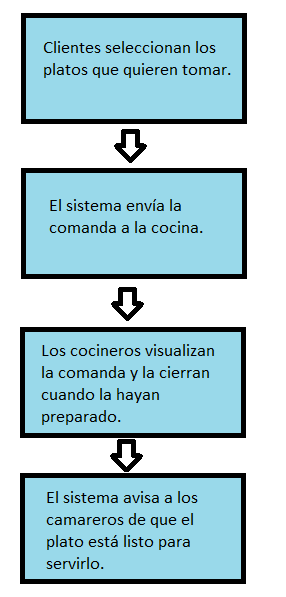 Clientes seleccionan los
platos que quieren tomar.
El sistema envía la
comanda a la cocina.
Los cocineros visualizan
la comanda y la cierran
cuando la hayan
preparado.
El sistema avisa a los
camareros de que el
plato está listo para
servirlo.